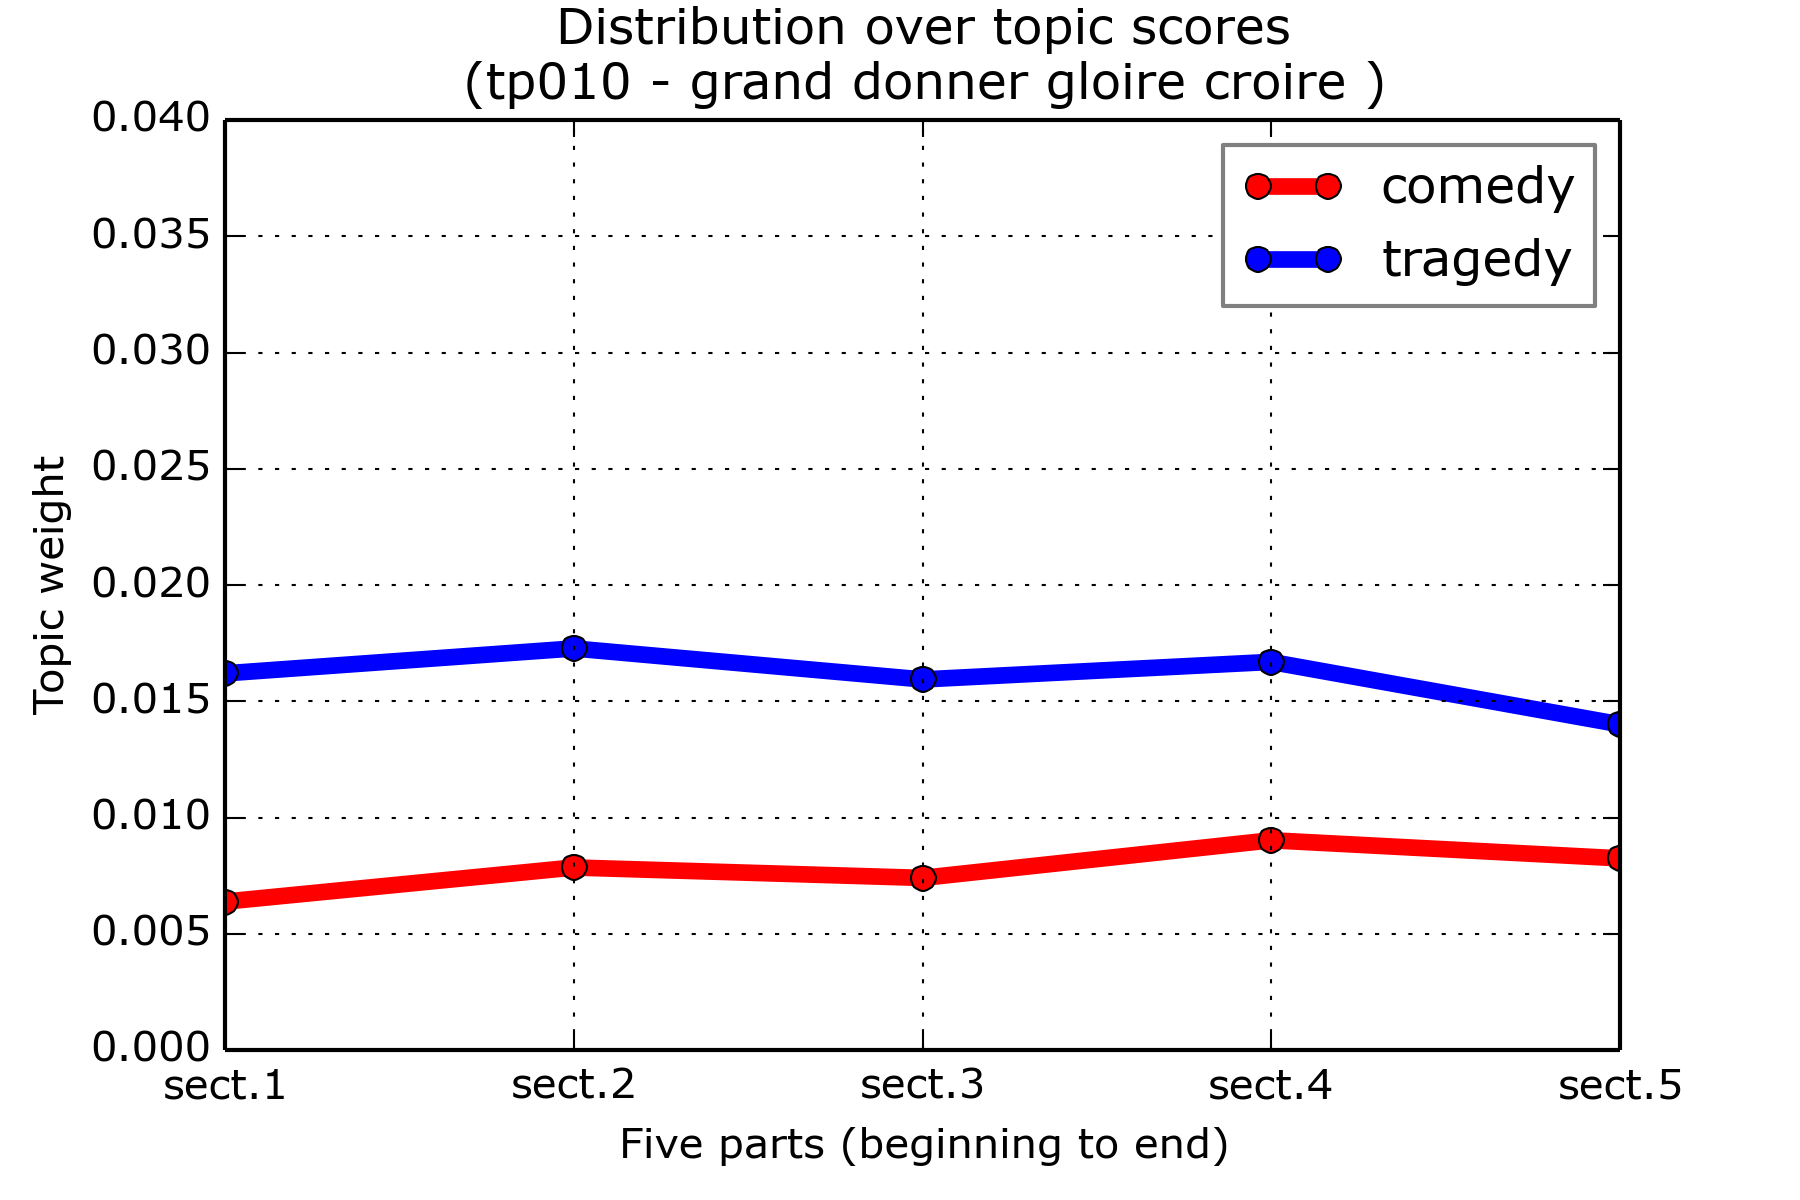 Distribution over topic scores
(tp010 - grand donner gloire croire )
0.040
comedy
0.035
tragedy
0.030
0.025
0.020
0.015
0.010
0.005
0.000
Topic weight
sect.1 sect.2 sect.3 sect.4 sect.5
Five parts (beginning to end)